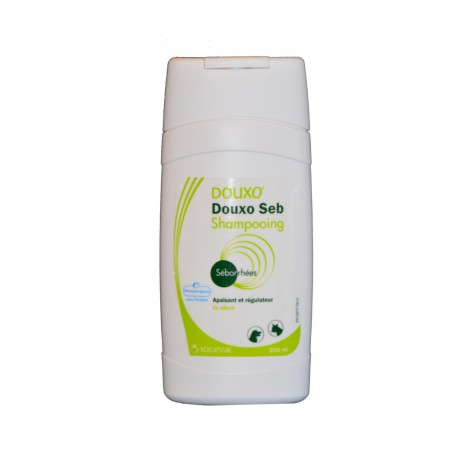 DOUXO®
Douxo Seb
Shampooing
Séborrhées
Apaisant et régulateur
du sébum
SOGEVAL
200 ml